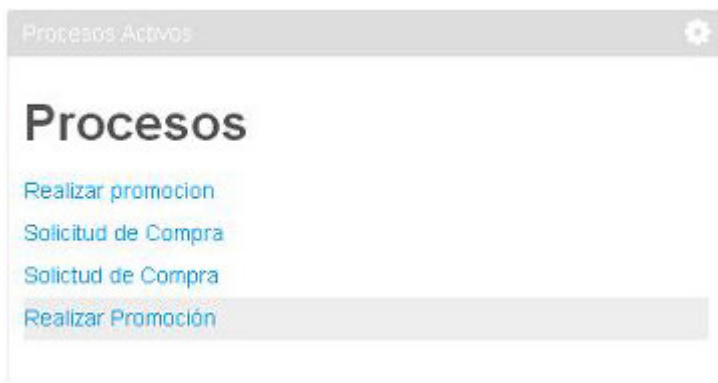 Procesos Activos
Procesos
Realizar promocion
Solicitud de Compra
Solictud de Compra
Realizar Promoción